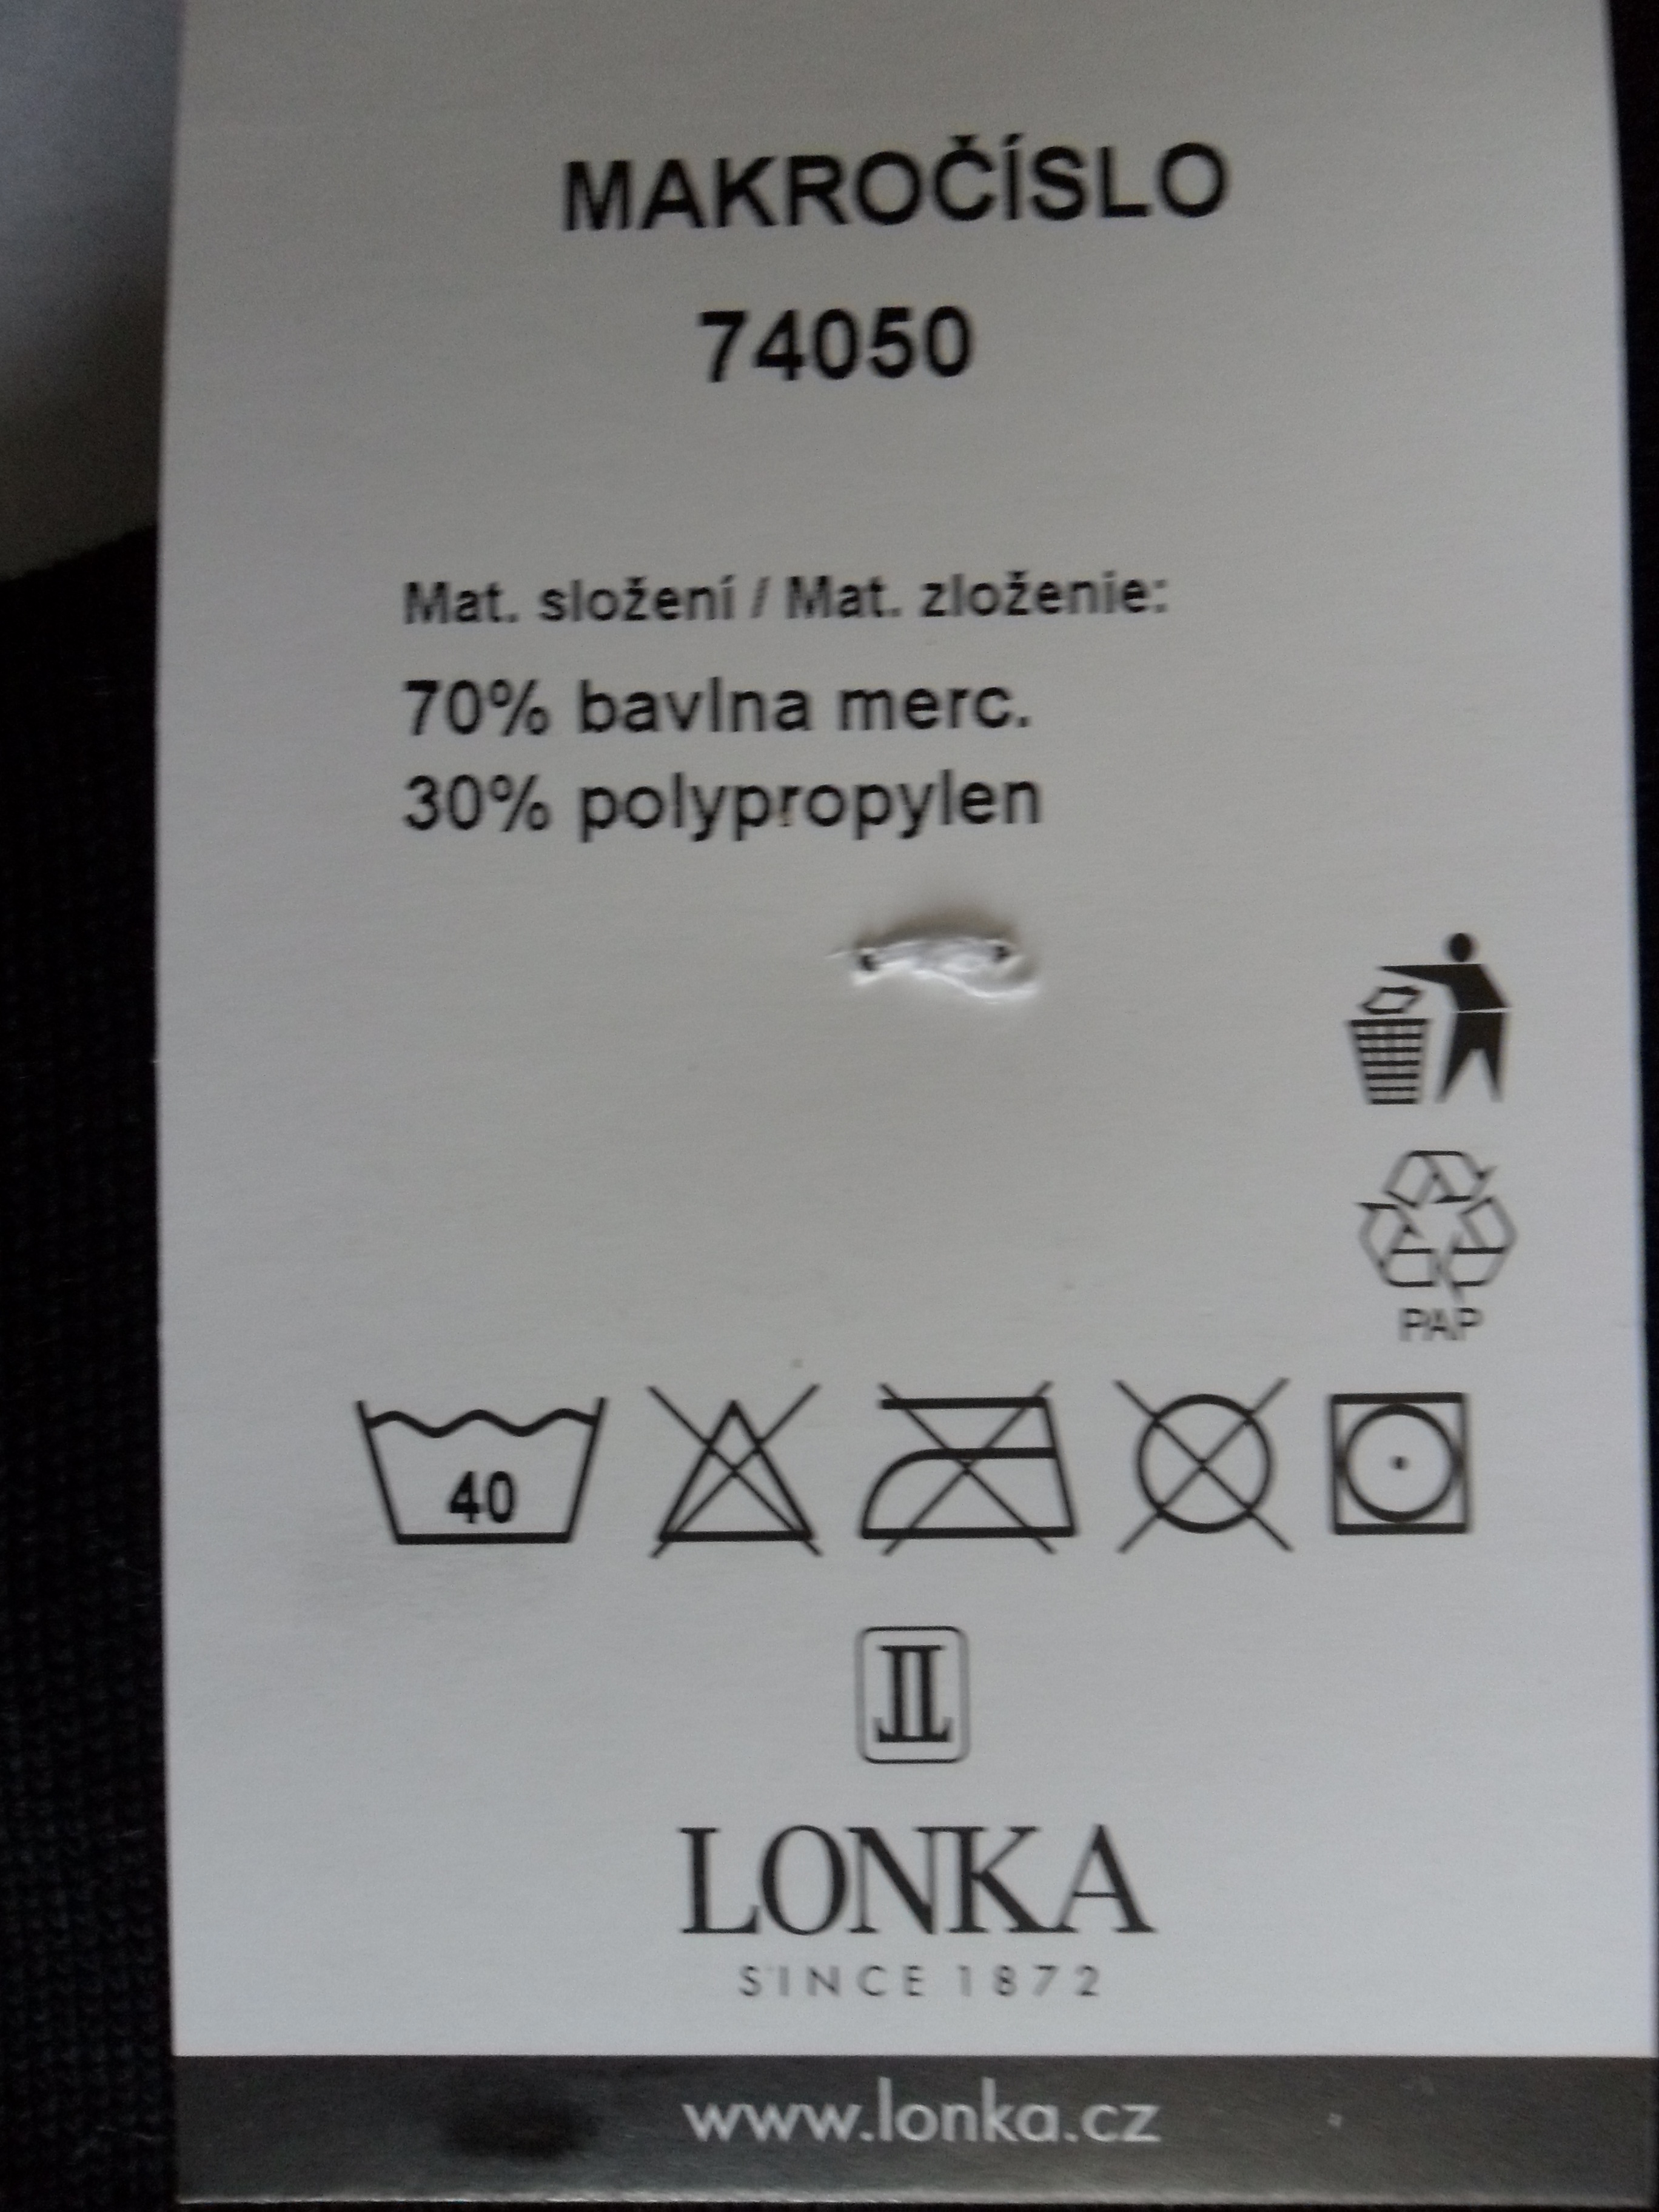 MAKROČÍSLO
74050
Mat. složení / Mat. zloženie:
70% bavlna merc.
30% polypropylen
PAP
40
LONKA
SINCE 1872
www.lonka.cz